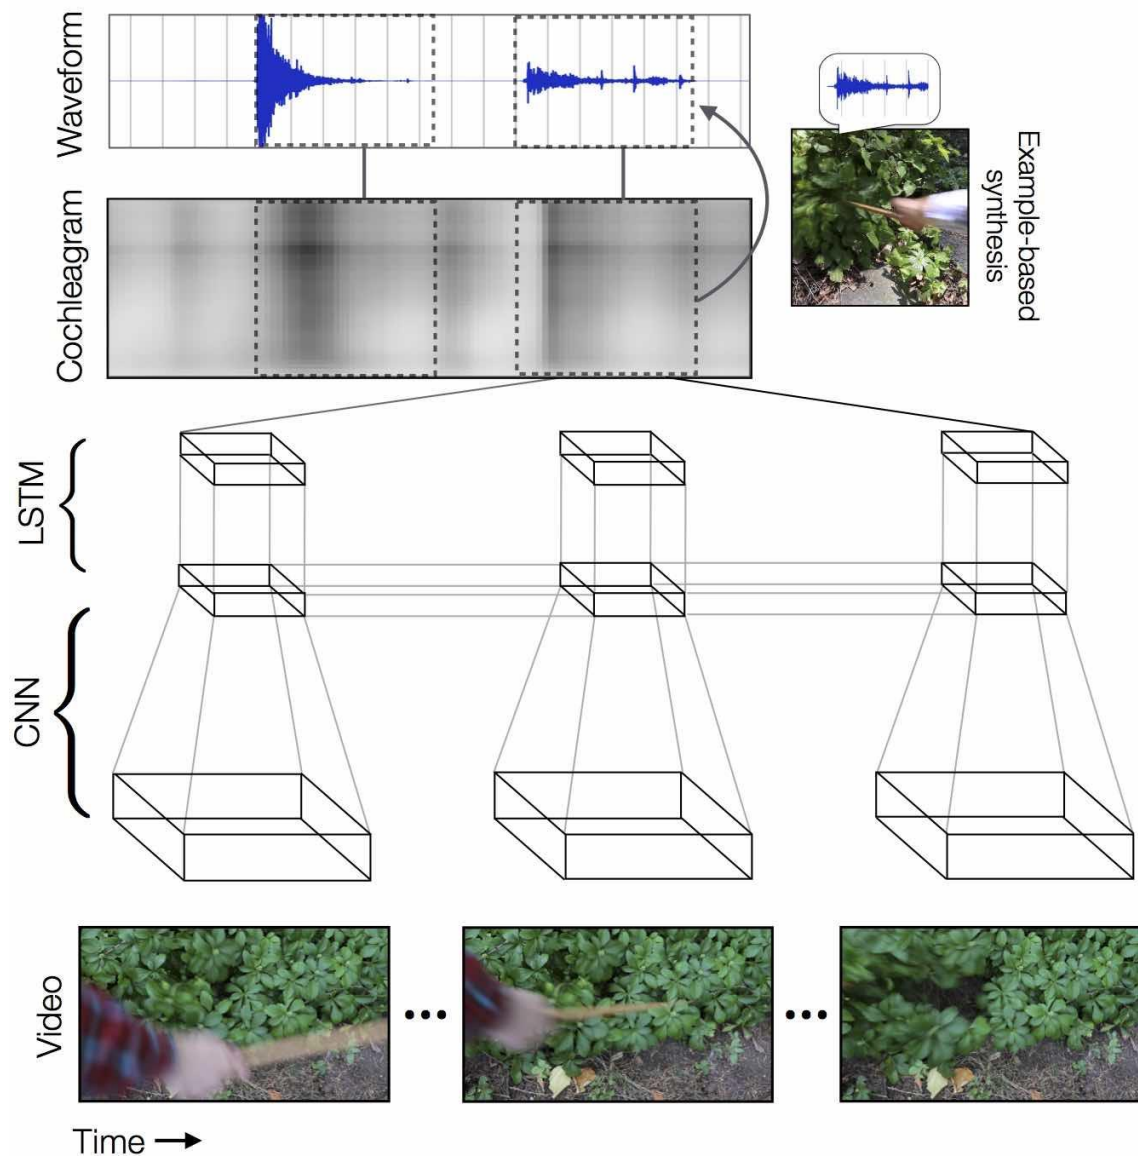 Waveform
Example-based
synthesis
Cochleagram
LSTM
CNN
Video
Time